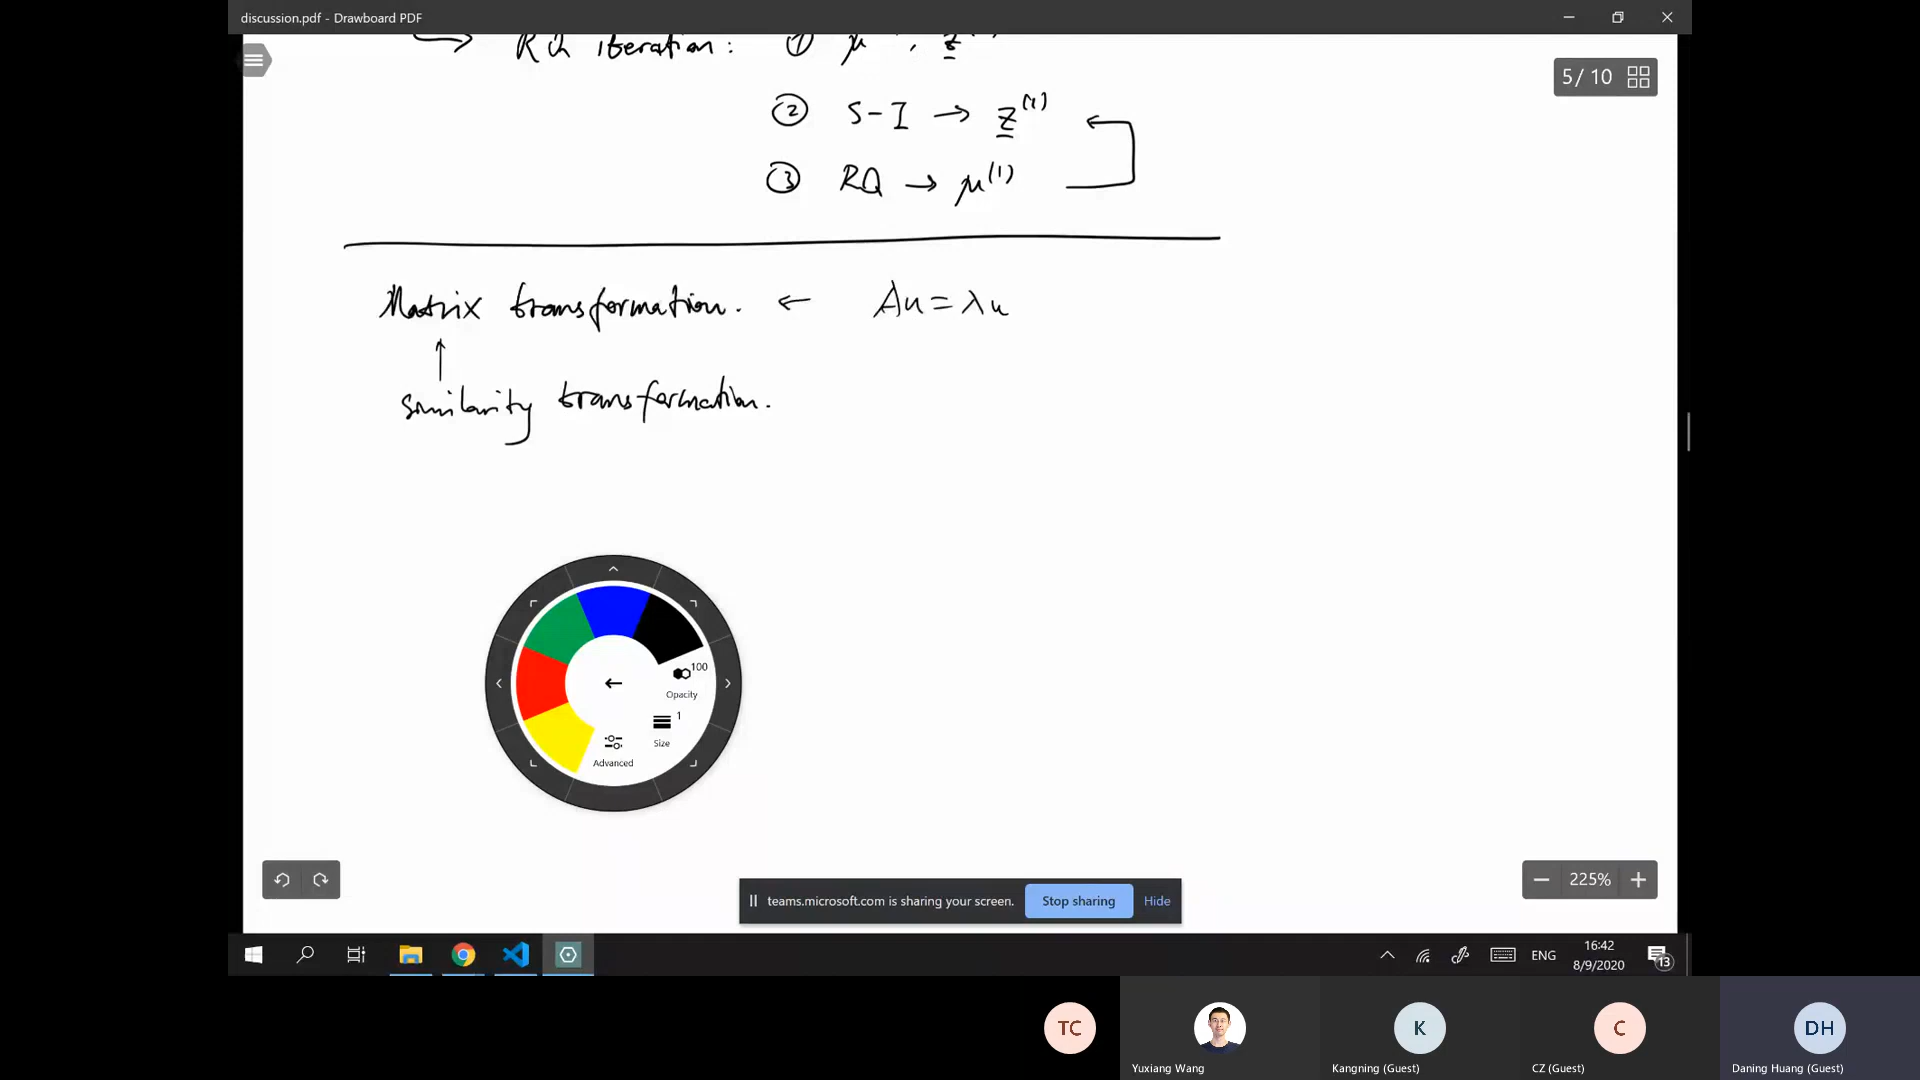 discussion.pdf - Drawboard PDF
RQ iteration: ① μ , z
5 / 10
② S-I → z⁽¹⁾
③ RQ → μ⁽¹⁾
Matrix transformation. ← Au = λu
↑
similarity transformation.
100
Opacity
1
Size
Advanced
225%
teams.microsoft.com is sharing your screen. Stop sharing Hide
ENG
16:42
8/9/2020
13
TC
K
C
DH
Yuxiang Wang
Kangning (Guest)
CZ (Guest)
Daning Huang (Guest)